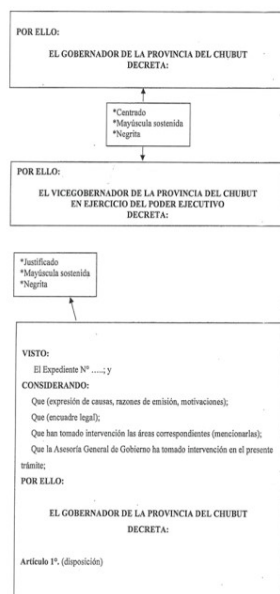 POR ELLO:
EL GOBERNADOR DE LA PROVINCIA DEL CHUBUT
DECRETA:
*Centrado
*Mayúscula sostenida
*Negrita
POR ELLO:
EL VICEGOBERNADOR DE LA PROVINCIA DEL CHUBUT
EN EJERCICIO DEL PODER EJECUTIVO
DECRETA:
*Justificado
*Mayúscula sostenida
*Negrita
VISTO:
El Expediente Nº .....; y
CONSIDERANDO:
Que (expresión de causas, razones de emisión, motivaciones);
Que (encuadre legal);
Que han tomado intervención las áreas correspondientes (mencionarlas);
Que la Asesoría General de Gobierno ha tomado intervención en el presente
trámite;
POR ELLO:
EL GOBERNADOR DE LA PROVINCIA DEL CHUBUT
DECRETA:
Artículo 1º. (disposición)